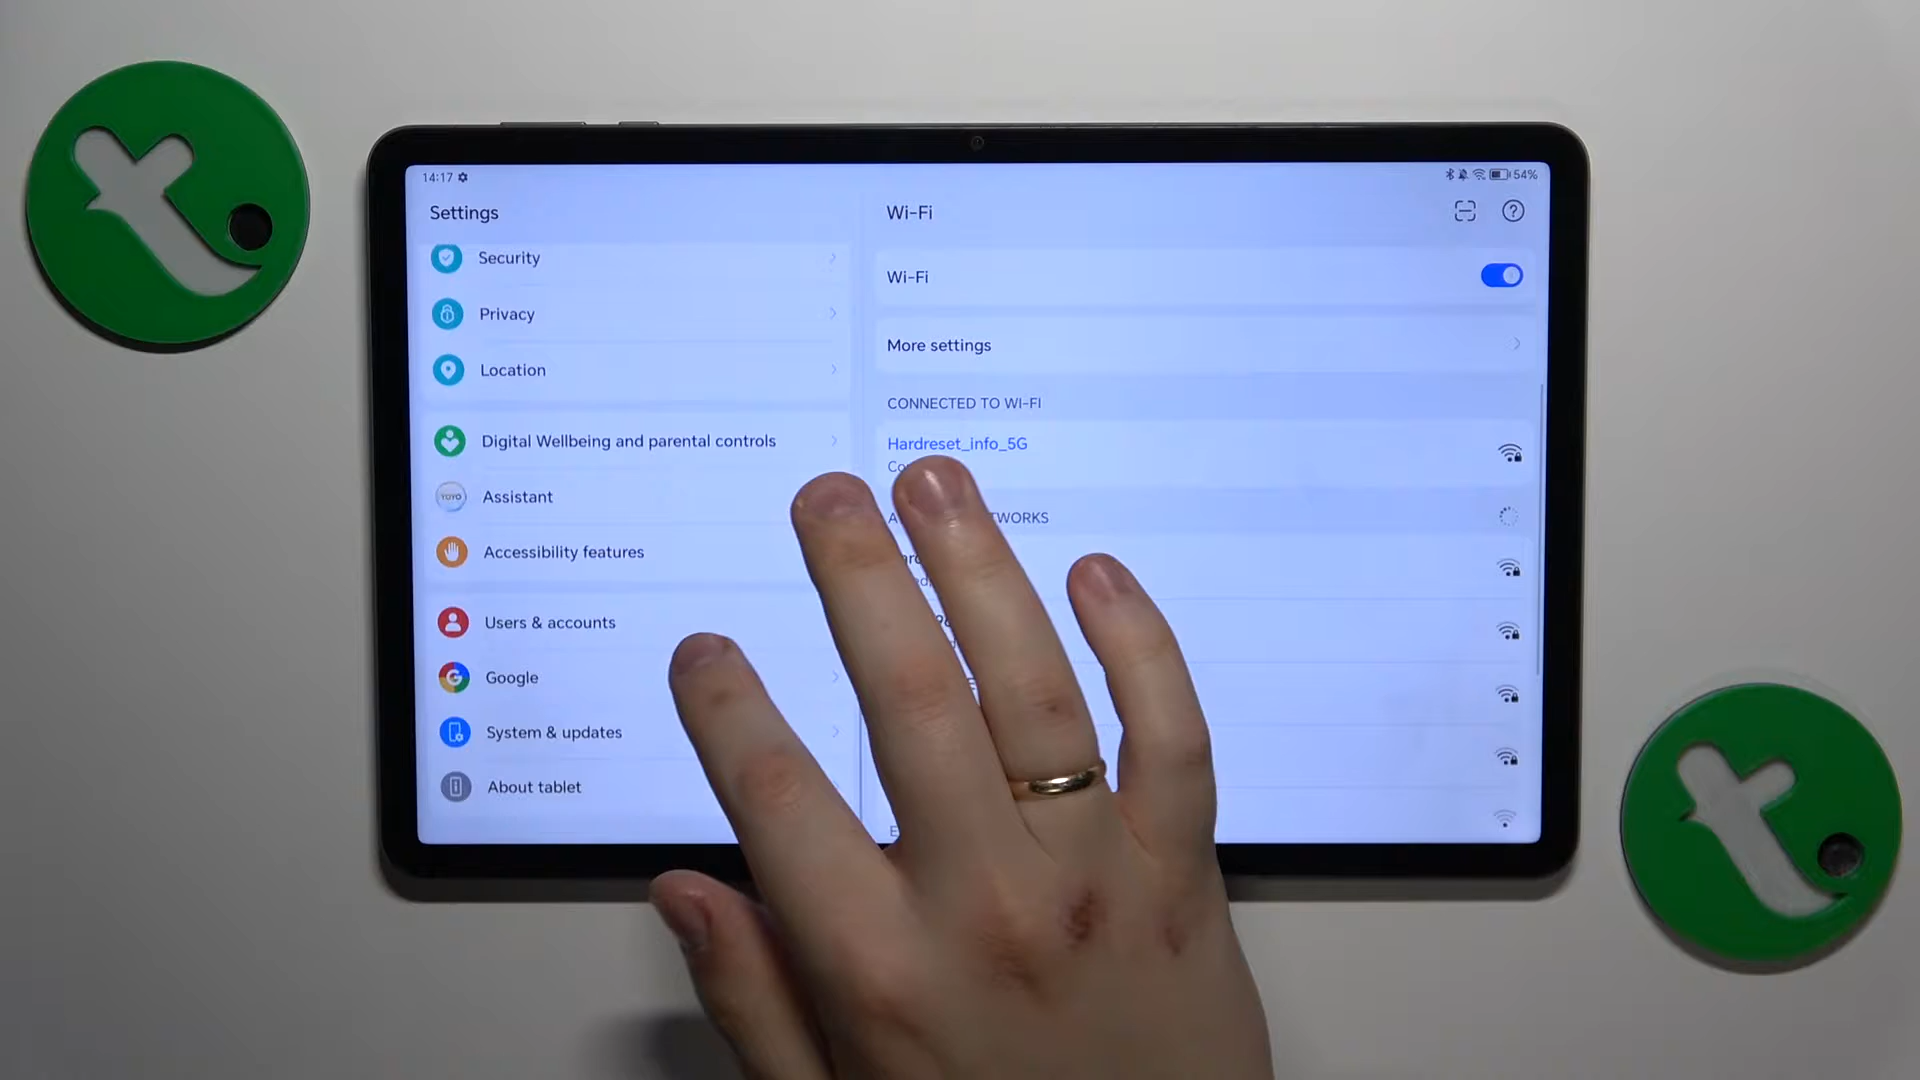 14:17
54%
Settings
Security
Privacy
Location
Digital Wellbeing and parental controls
YOYO
Assistant
Accessibility features
Users & accounts
Google
System & updates
About tablet
Wi-Fi
Wi-Fi
More settings
CONNECTED TO WI-FI
Hardreset_info_5G